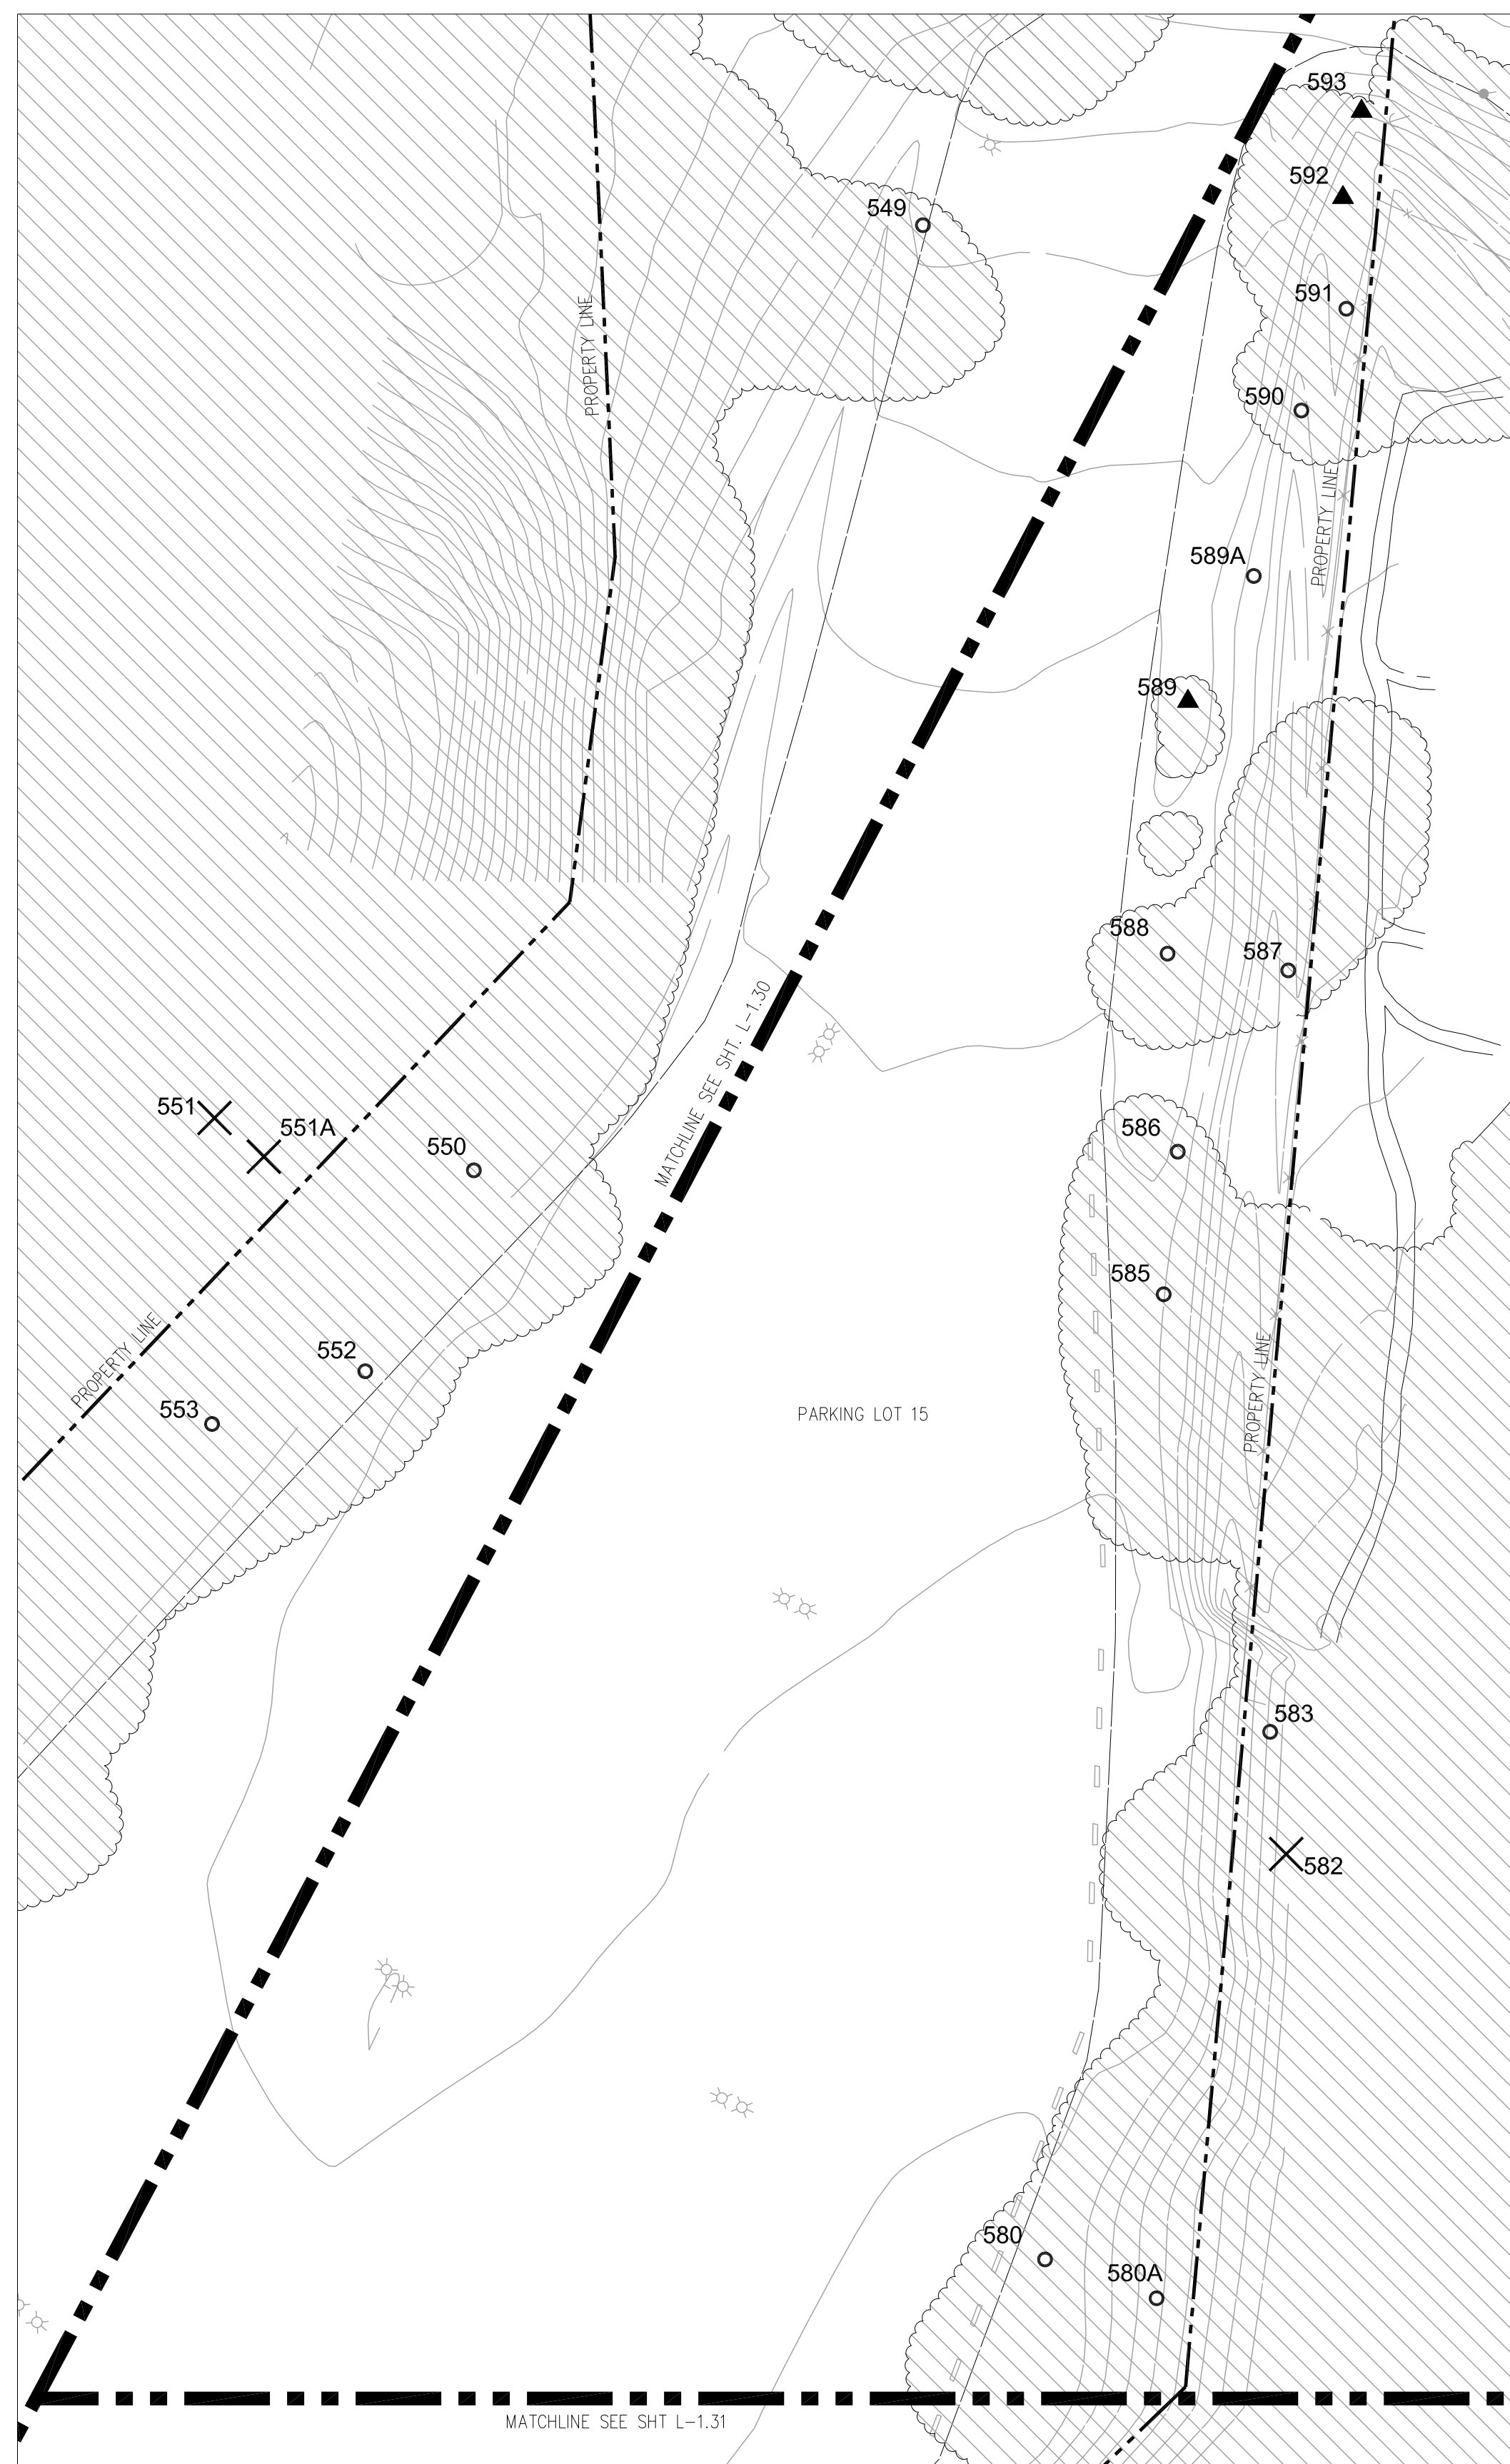 593
592
549
591
PROPERTY LINE
590
PROPERTY LINE
589A
589
588
587
MATCHLINE SEE SHT. L-1.30
551
551A
550
586
585
PROPERTY LINE
552
PROPERTY LINE
553
PARKING LOT 15
583
582
580
580A
MATCHLINE SEE SHT L-1.31